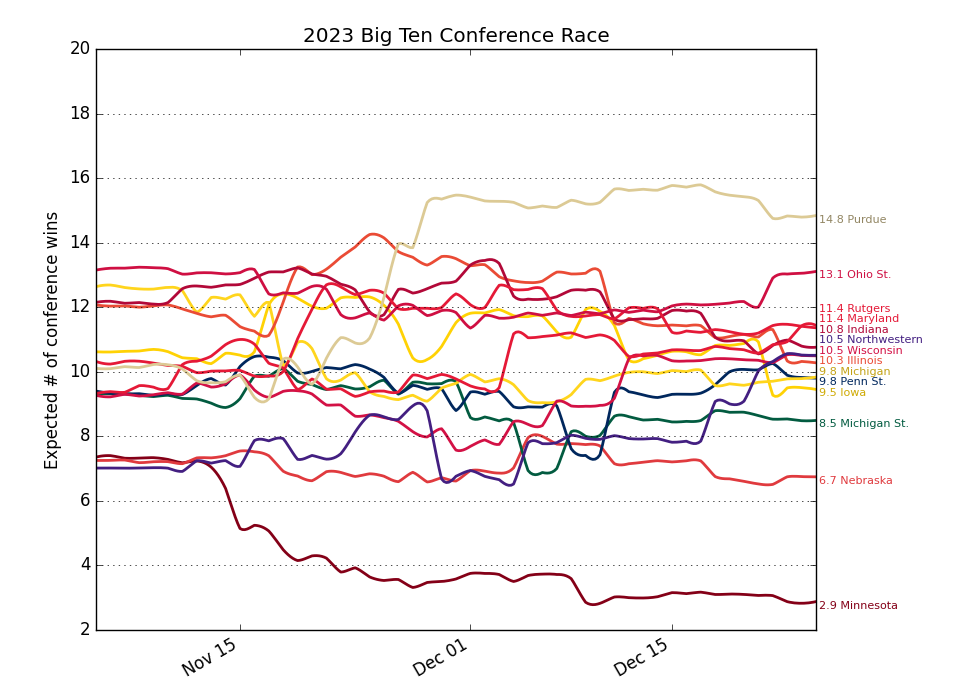 2023 Big Ten Conference Race
Expected # of conference wins
20
18
16
14
12
10
8
6
4
2
Nov 15
Dec 01
Dec 15
14.8 Purdue
13.1 Ohio St.
11.4 Rutgers
11.4 Maryland
10.8 Indiana
10.5 Northwestern
10.5 Wisconsin
10.3 Illinois
9.8 Michigan
9.8 Penn St.
9.5 Iowa
8.5 Michigan St.
6.7 Nebraska
2.9 Minnesota